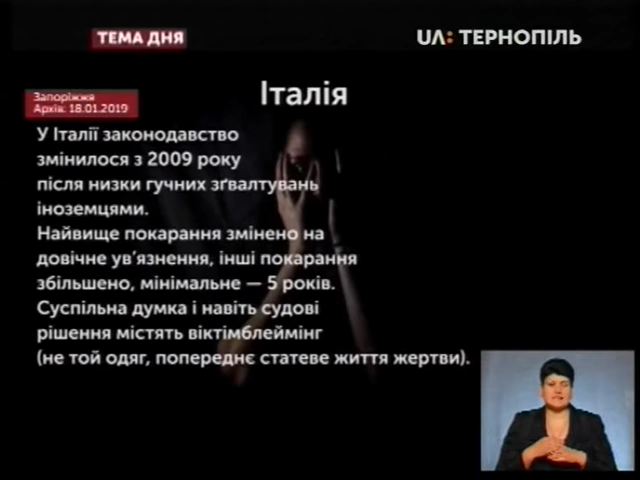 ТЕМА ДНЯ
UA: ТЕРНОПІЛЬ
Італія
Запоріжжя
Архів: 18.01.2019
У Італії законодавство
змінилося з 2009 року
після низки гучних зґвалтувань
іноземцями.
Найвище покарання змінено на
довічне ув’язнення, інші покарання
збільшено, мінімальне — 5 років.
Суспільна думка і навіть судові
рішення містять віктімблеймінг
(не той одяг, попереднє статеве життя жертви).